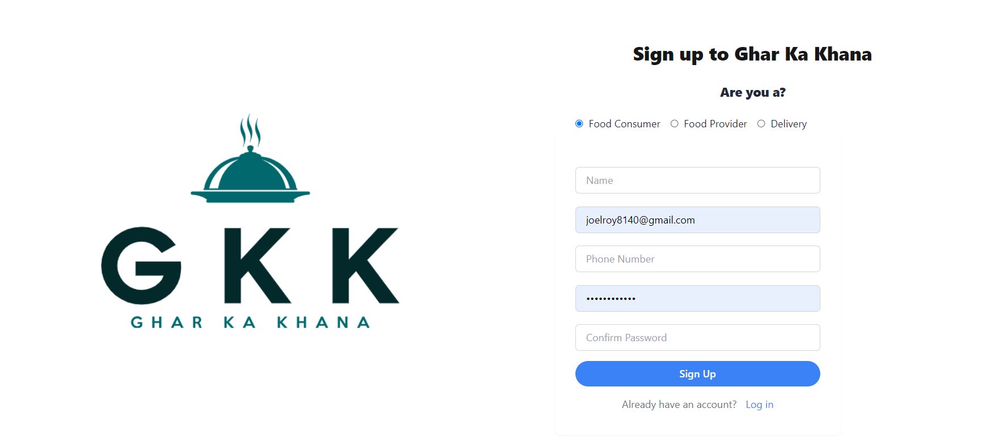 G K K
GHAR KA KHANA
Sign up to Ghar Ka Khana
Are you a?
Food Consumer Food Provider Delivery
Name
joelroy8140@gmail.com
Phone Number
••••••••••••
Confirm Password
Sign Up
Already have an account? Log in